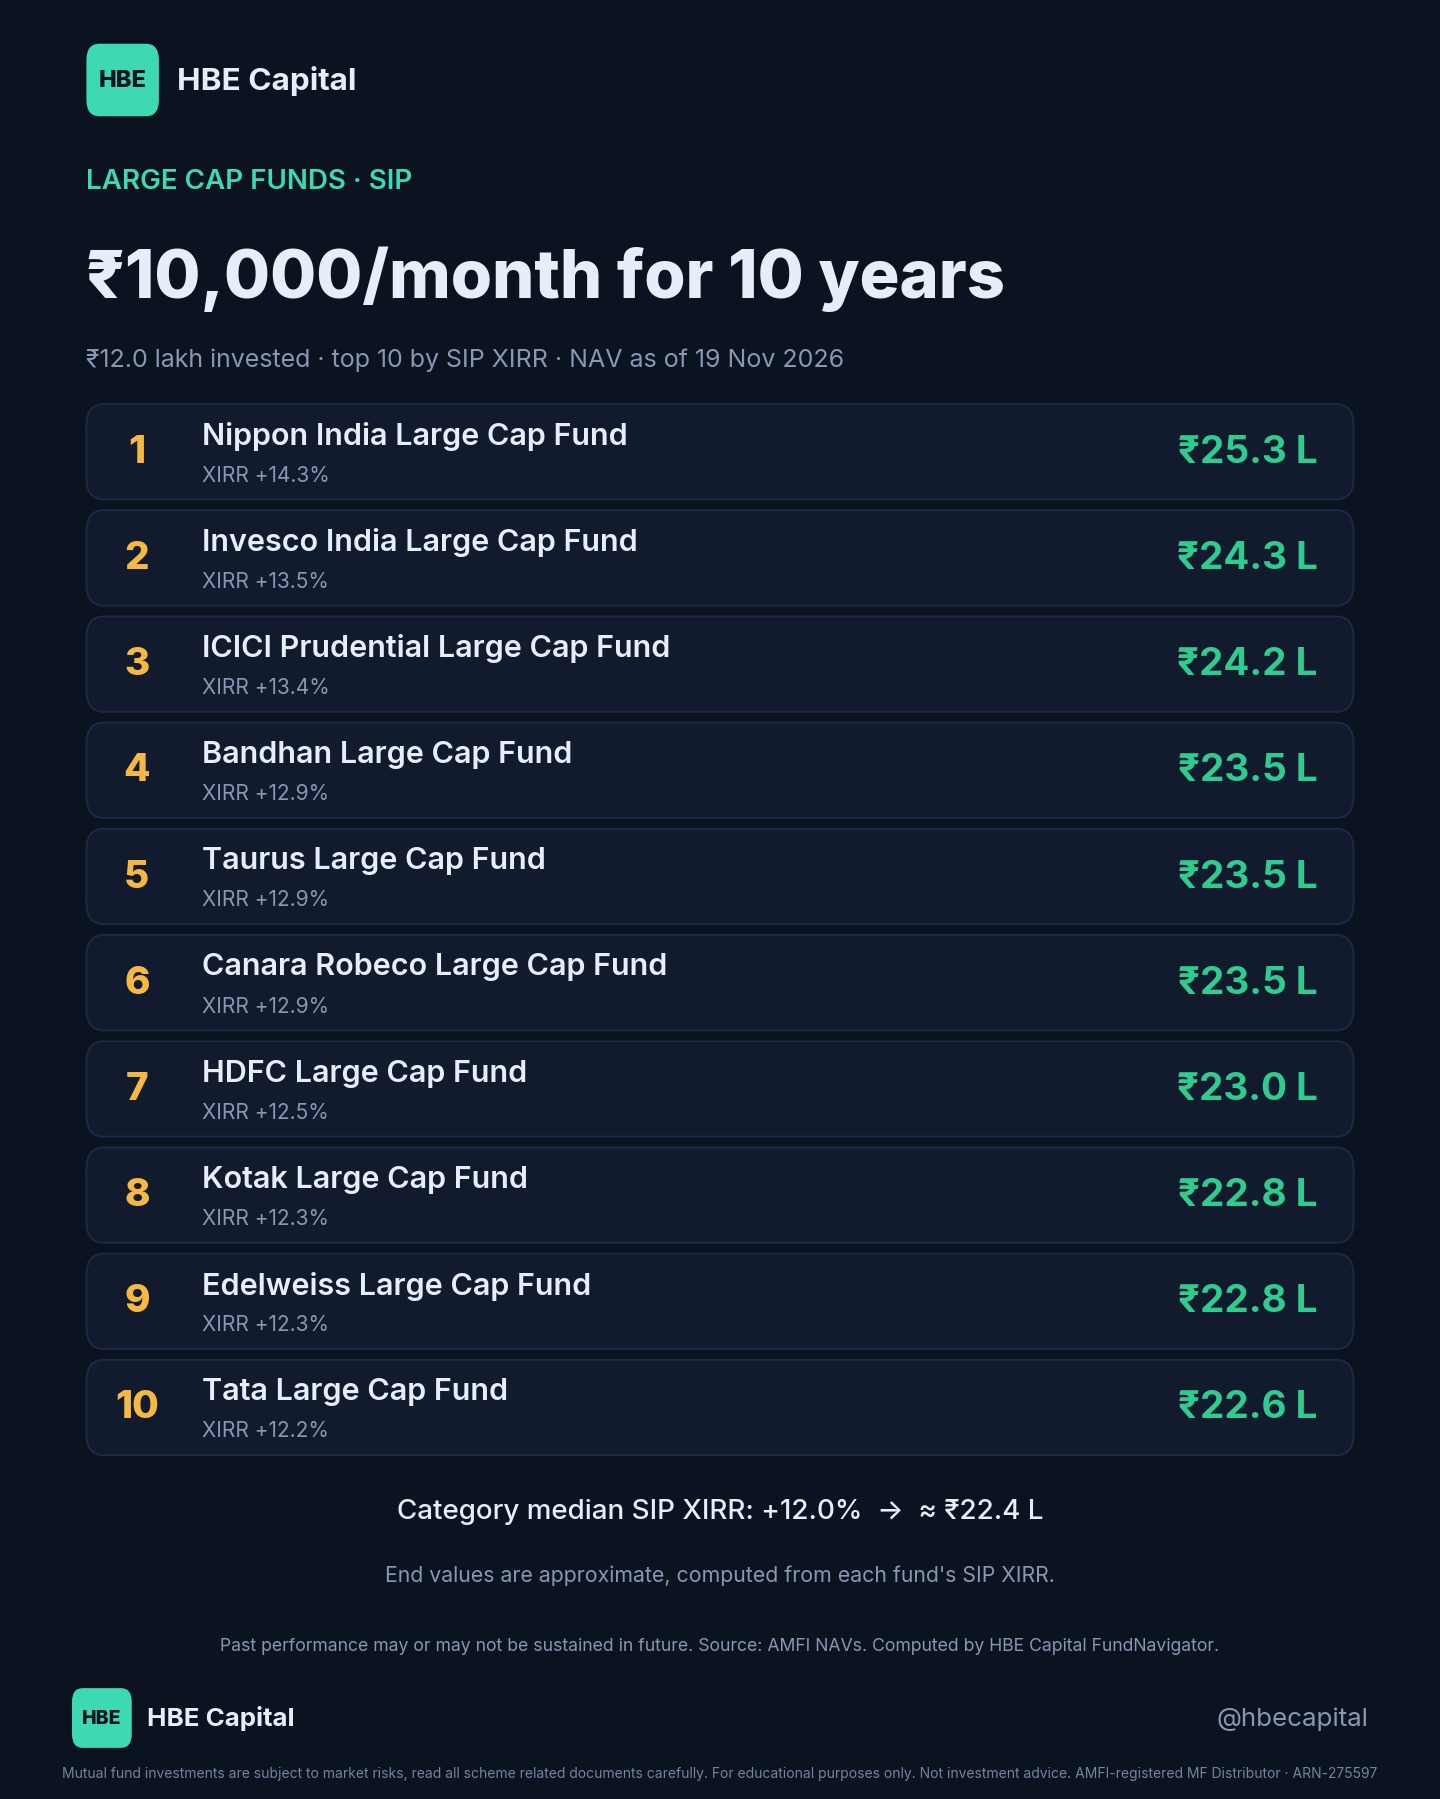 HBE
HBE Capital
LARGE CAP FUNDS · SIP
₹10,000/month for 10 years
₹12.0 lakh invested · top 10 by SIP XIRR · NAV as of 19 Nov 2026
1
Nippon India Large Cap Fund
XIRR +14.3%
₹25.3 L
2
Invesco India Large Cap Fund
XIRR +13.5%
₹24.3 L
3
ICICI Prudential Large Cap Fund
XIRR +13.4%
₹24.2 L
4
Bandhan Large Cap Fund
XIRR +12.9%
₹23.5 L
5
Taurus Large Cap Fund
XIRR +12.9%
₹23.5 L
6
Canara Robeco Large Cap Fund
XIRR +12.9%
₹23.5 L
7
HDFC Large Cap Fund
XIRR +12.5%
₹23.0 L
8
Kotak Large Cap Fund
XIRR +12.3%
₹22.8 L
9
Edelweiss Large Cap Fund
XIRR +12.3%
₹22.8 L
10
Tata Large Cap Fund
XIRR +12.2%
₹22.6 L
Category median SIP XIRR: +12.0% → ≈ ₹22.4 L
End values are approximate, computed from each fund's SIP XIRR.
Past performance may or may not be sustained in future. Source: AMFI NAVs. Computed by HBE Capital FundNavigator.
HBE
HBE Capital
@hbecapital
Mutual fund investments are subject to market risks, read all scheme related documents carefully. For educational purposes only. Not investment advice. AMFI-registered MF Distributor · ARN-275597